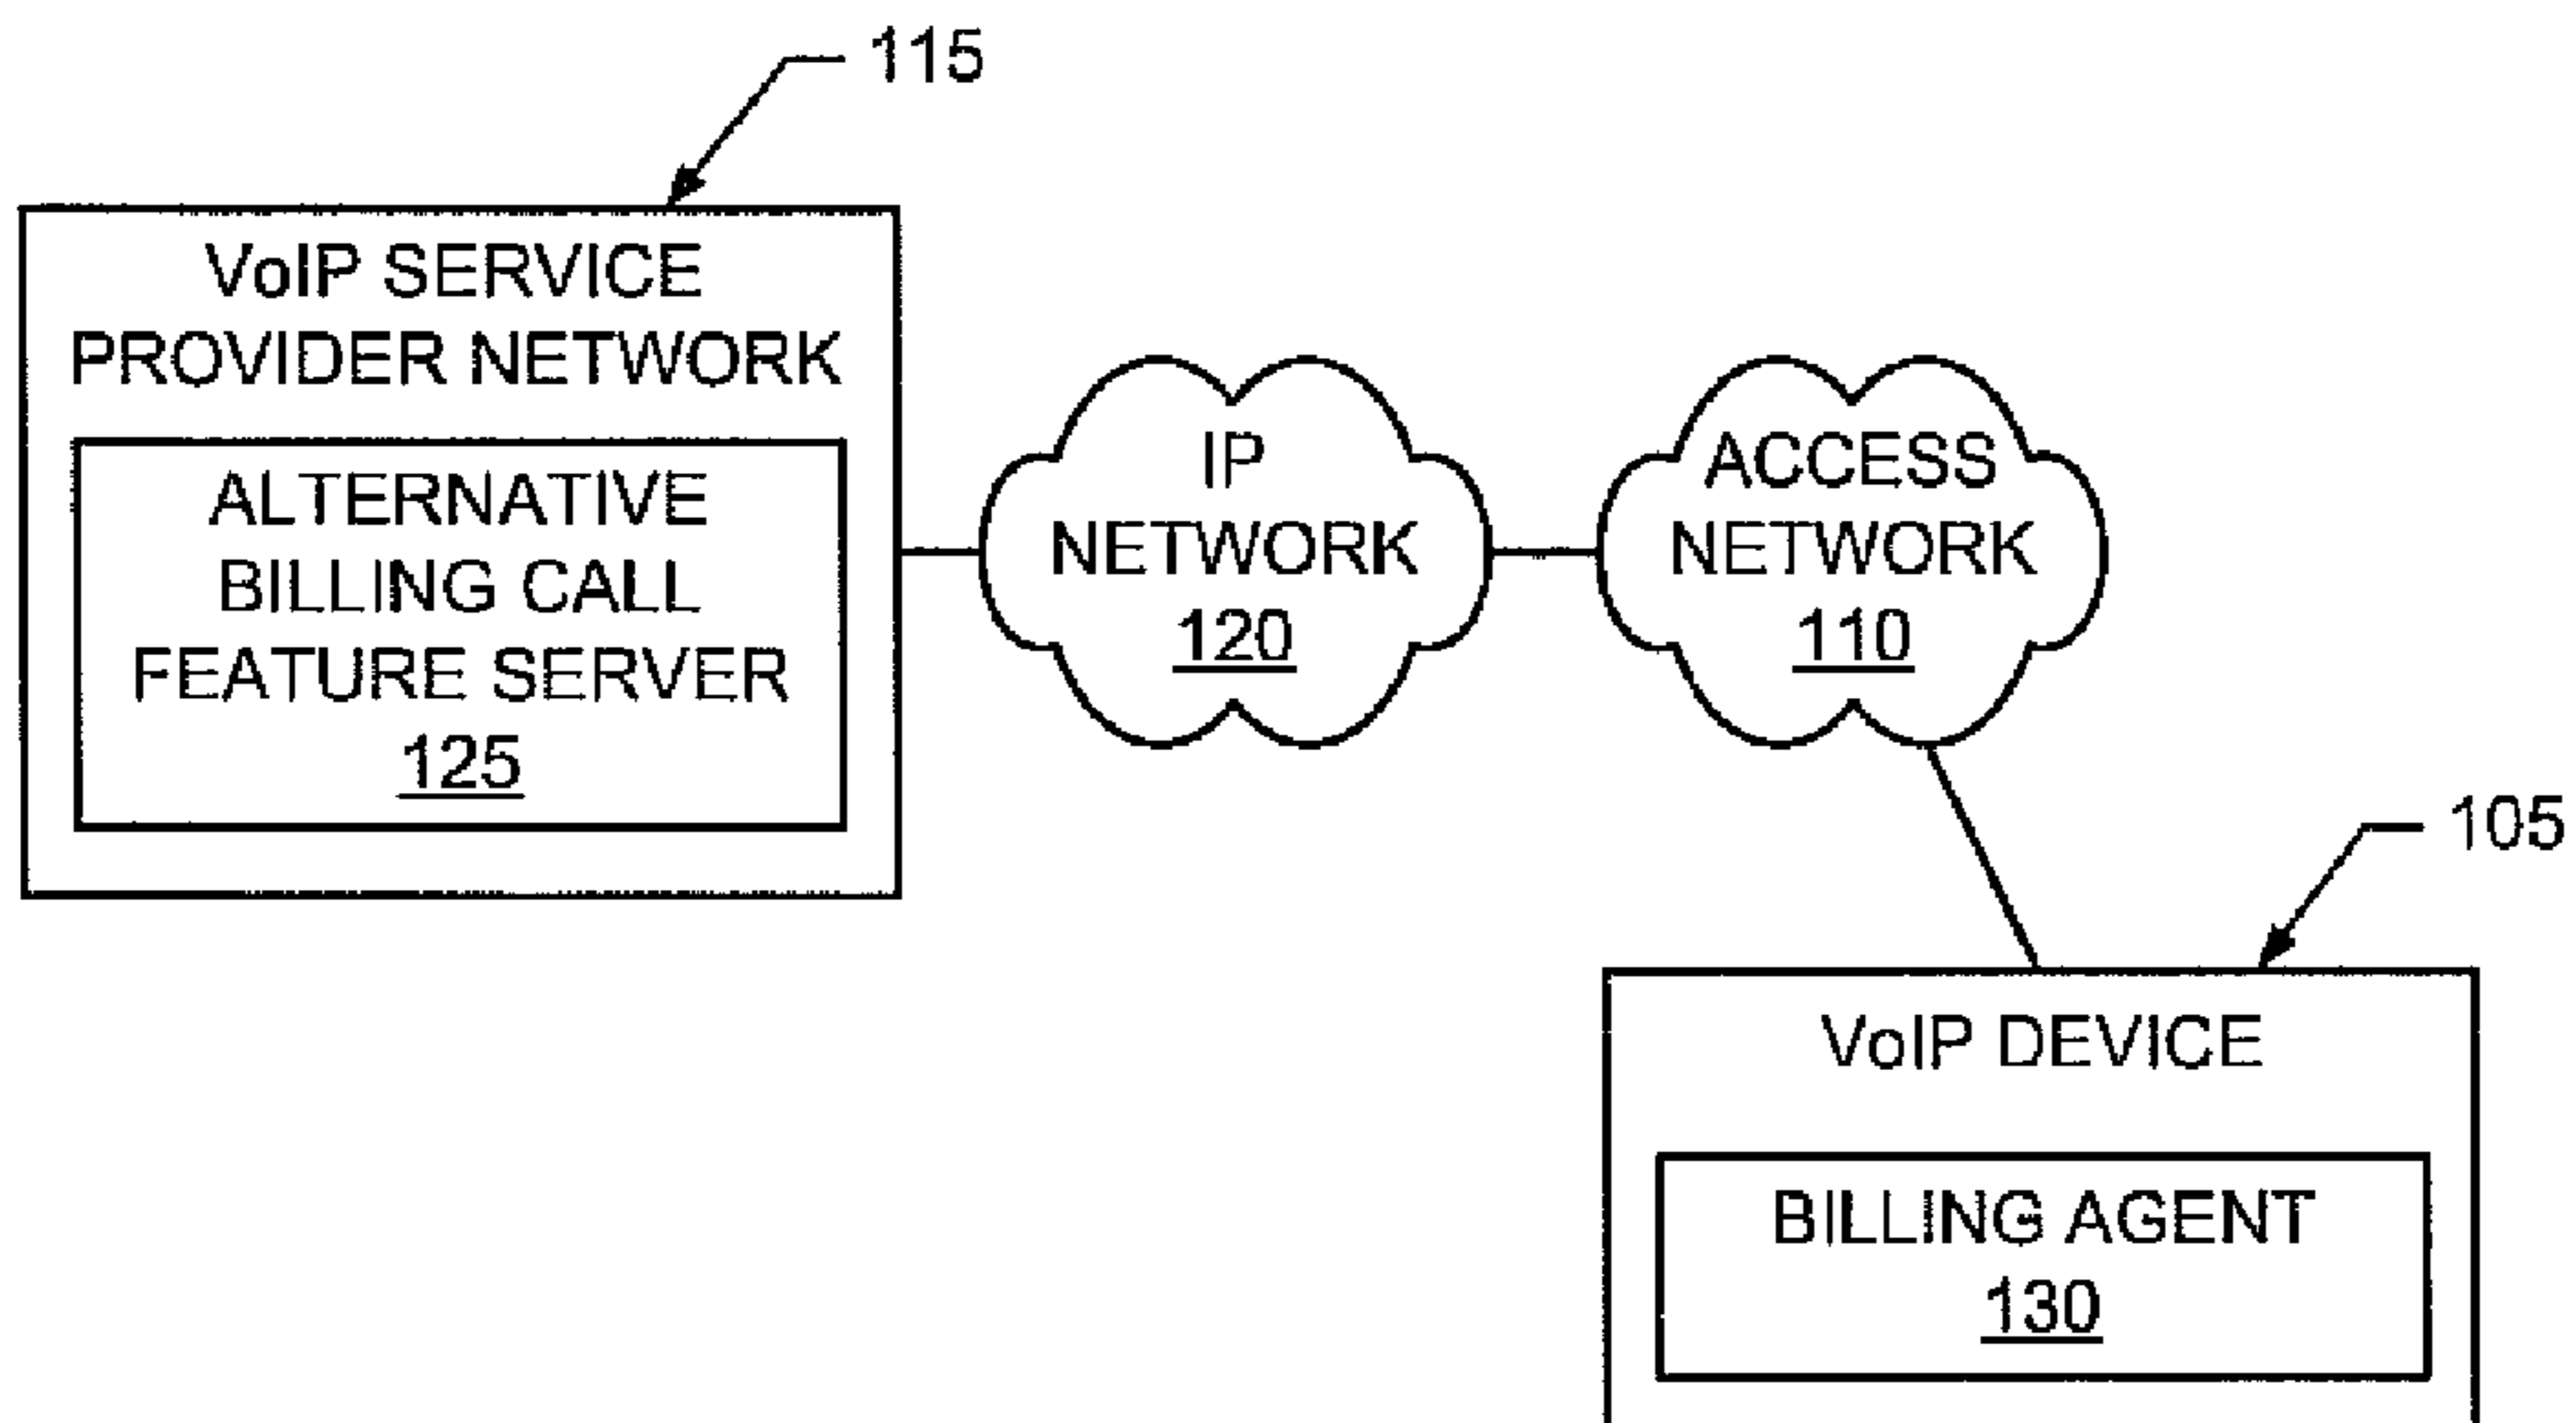 115
VoIP SERVICE
PROVIDER NETWORK
ALTERNATIVE
BILLING CALL
FEATURE SERVER
125
IP
NETWORK
120
ACCESS
NETWORK
110
105
VoIP DEVICE
BILLING AGENT
130